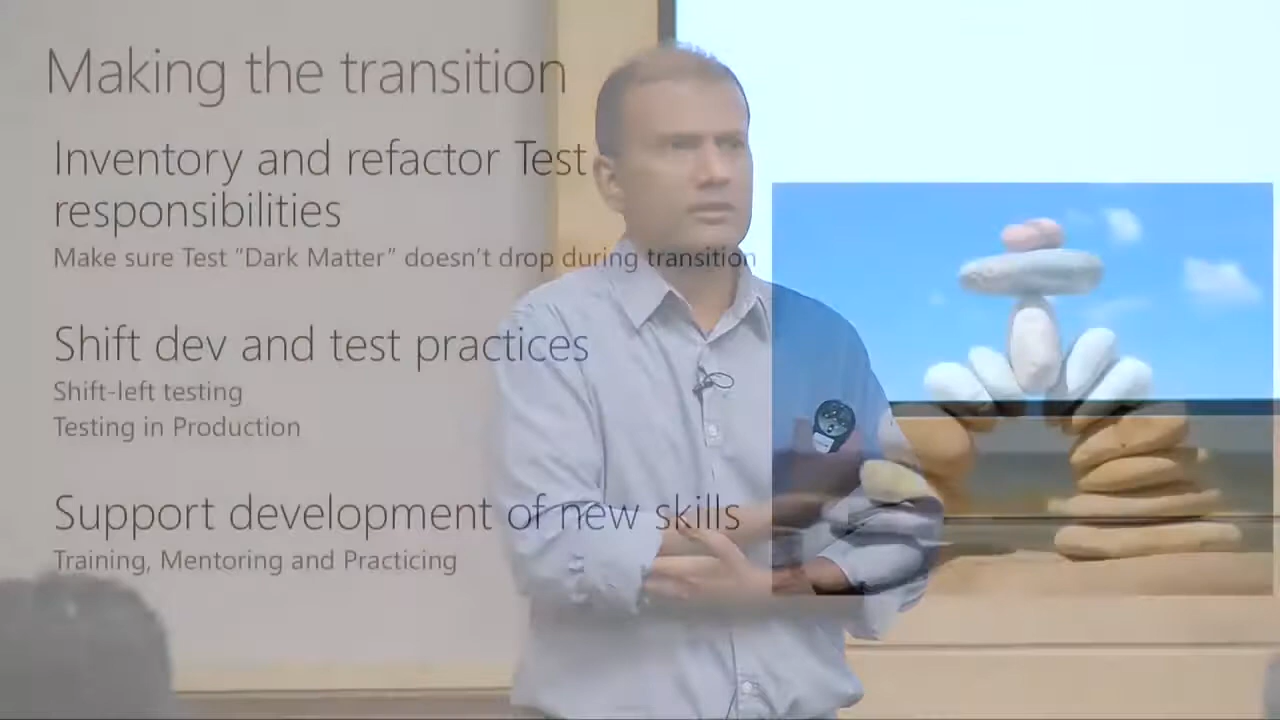 Making the transition
Inventory and refactor Test
responsibilities
Make sure Test “Dark Matter” doesn’t drop during transition
Shift dev and test practices
Shift-left testing
Testing in Production
Support development of new skills
Training, Mentoring and Practicing